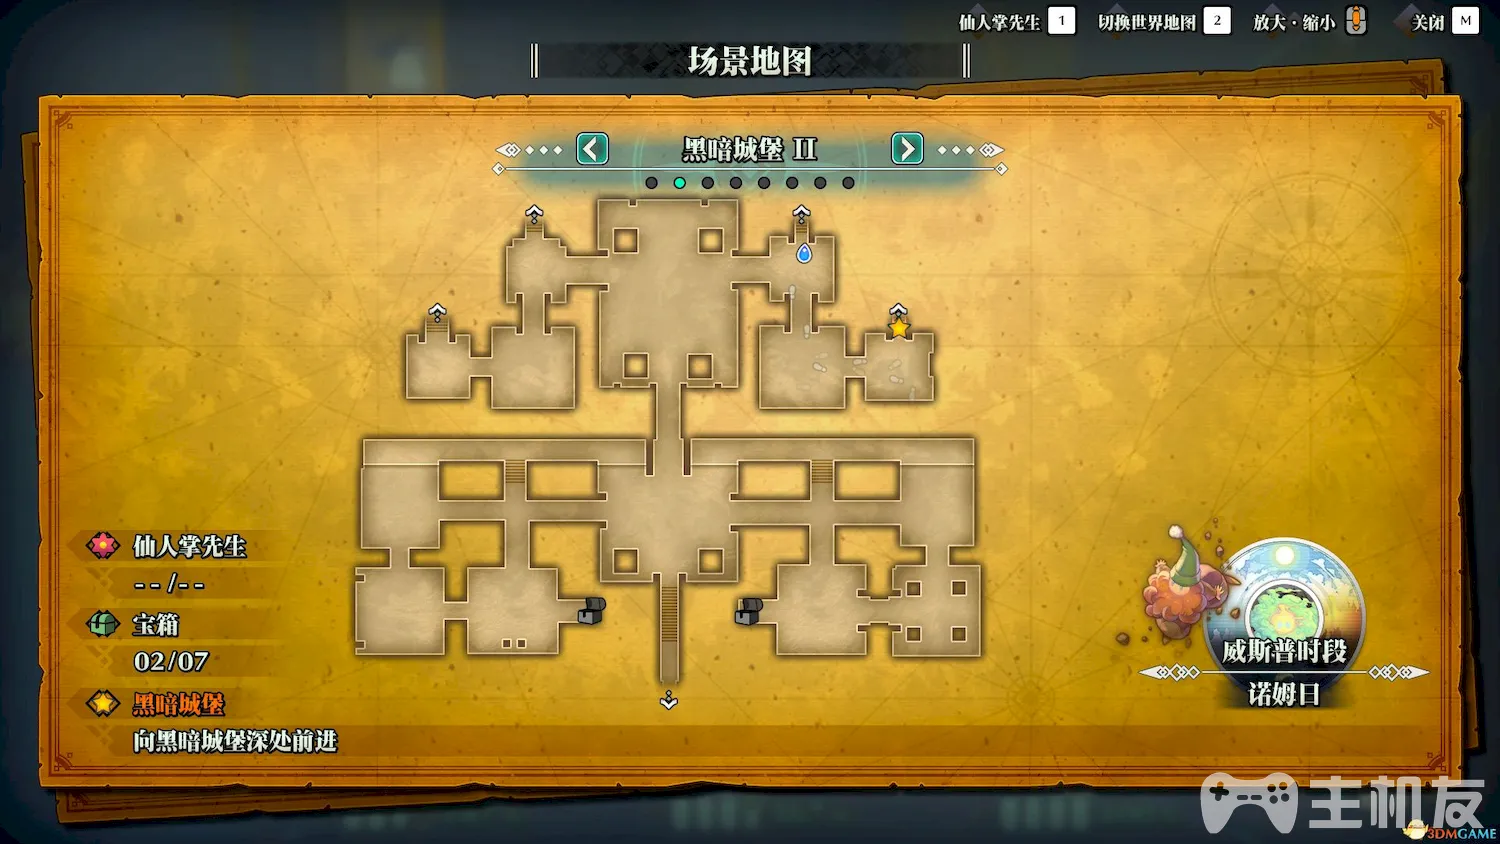 仙人掌先生 1 切换世界地图 2 放大·缩小 关闭 M
场景地图
黑暗城堡 II
仙人掌先生
--/--
宝箱
02/07
黑暗城堡
向黑暗城堡深处前进
威斯普时段
诺姆日
主机友
3DMGAME